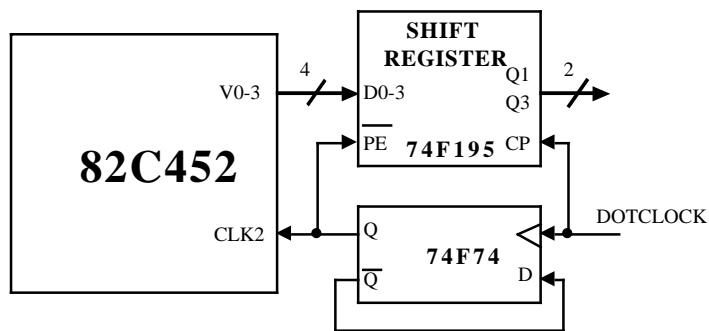 82C452
V0-3
CLK2
4
SHIFT
REGISTER
D0-3
PE
Q1
Q3
74F195
CP
2
Q
Q
74F74
D
DOTCLOCK